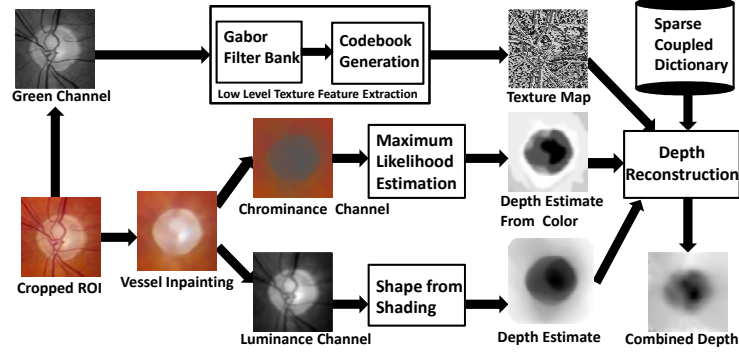 Gabor
Filter Bank
Codebook
Generation
Low Level Texture Feature Extraction
Sparse
Coupled
Dictionary
Green Channel
Texture Map
Maximum
Likelihood
Estimation
Depth
Reconstruction
Chrominance Channel
Depth Estimate
From Color
Cropped ROI
Vessel Inpainting
Shape from
Shading
Luminance Channel
Depth Estimate
Combined Depth